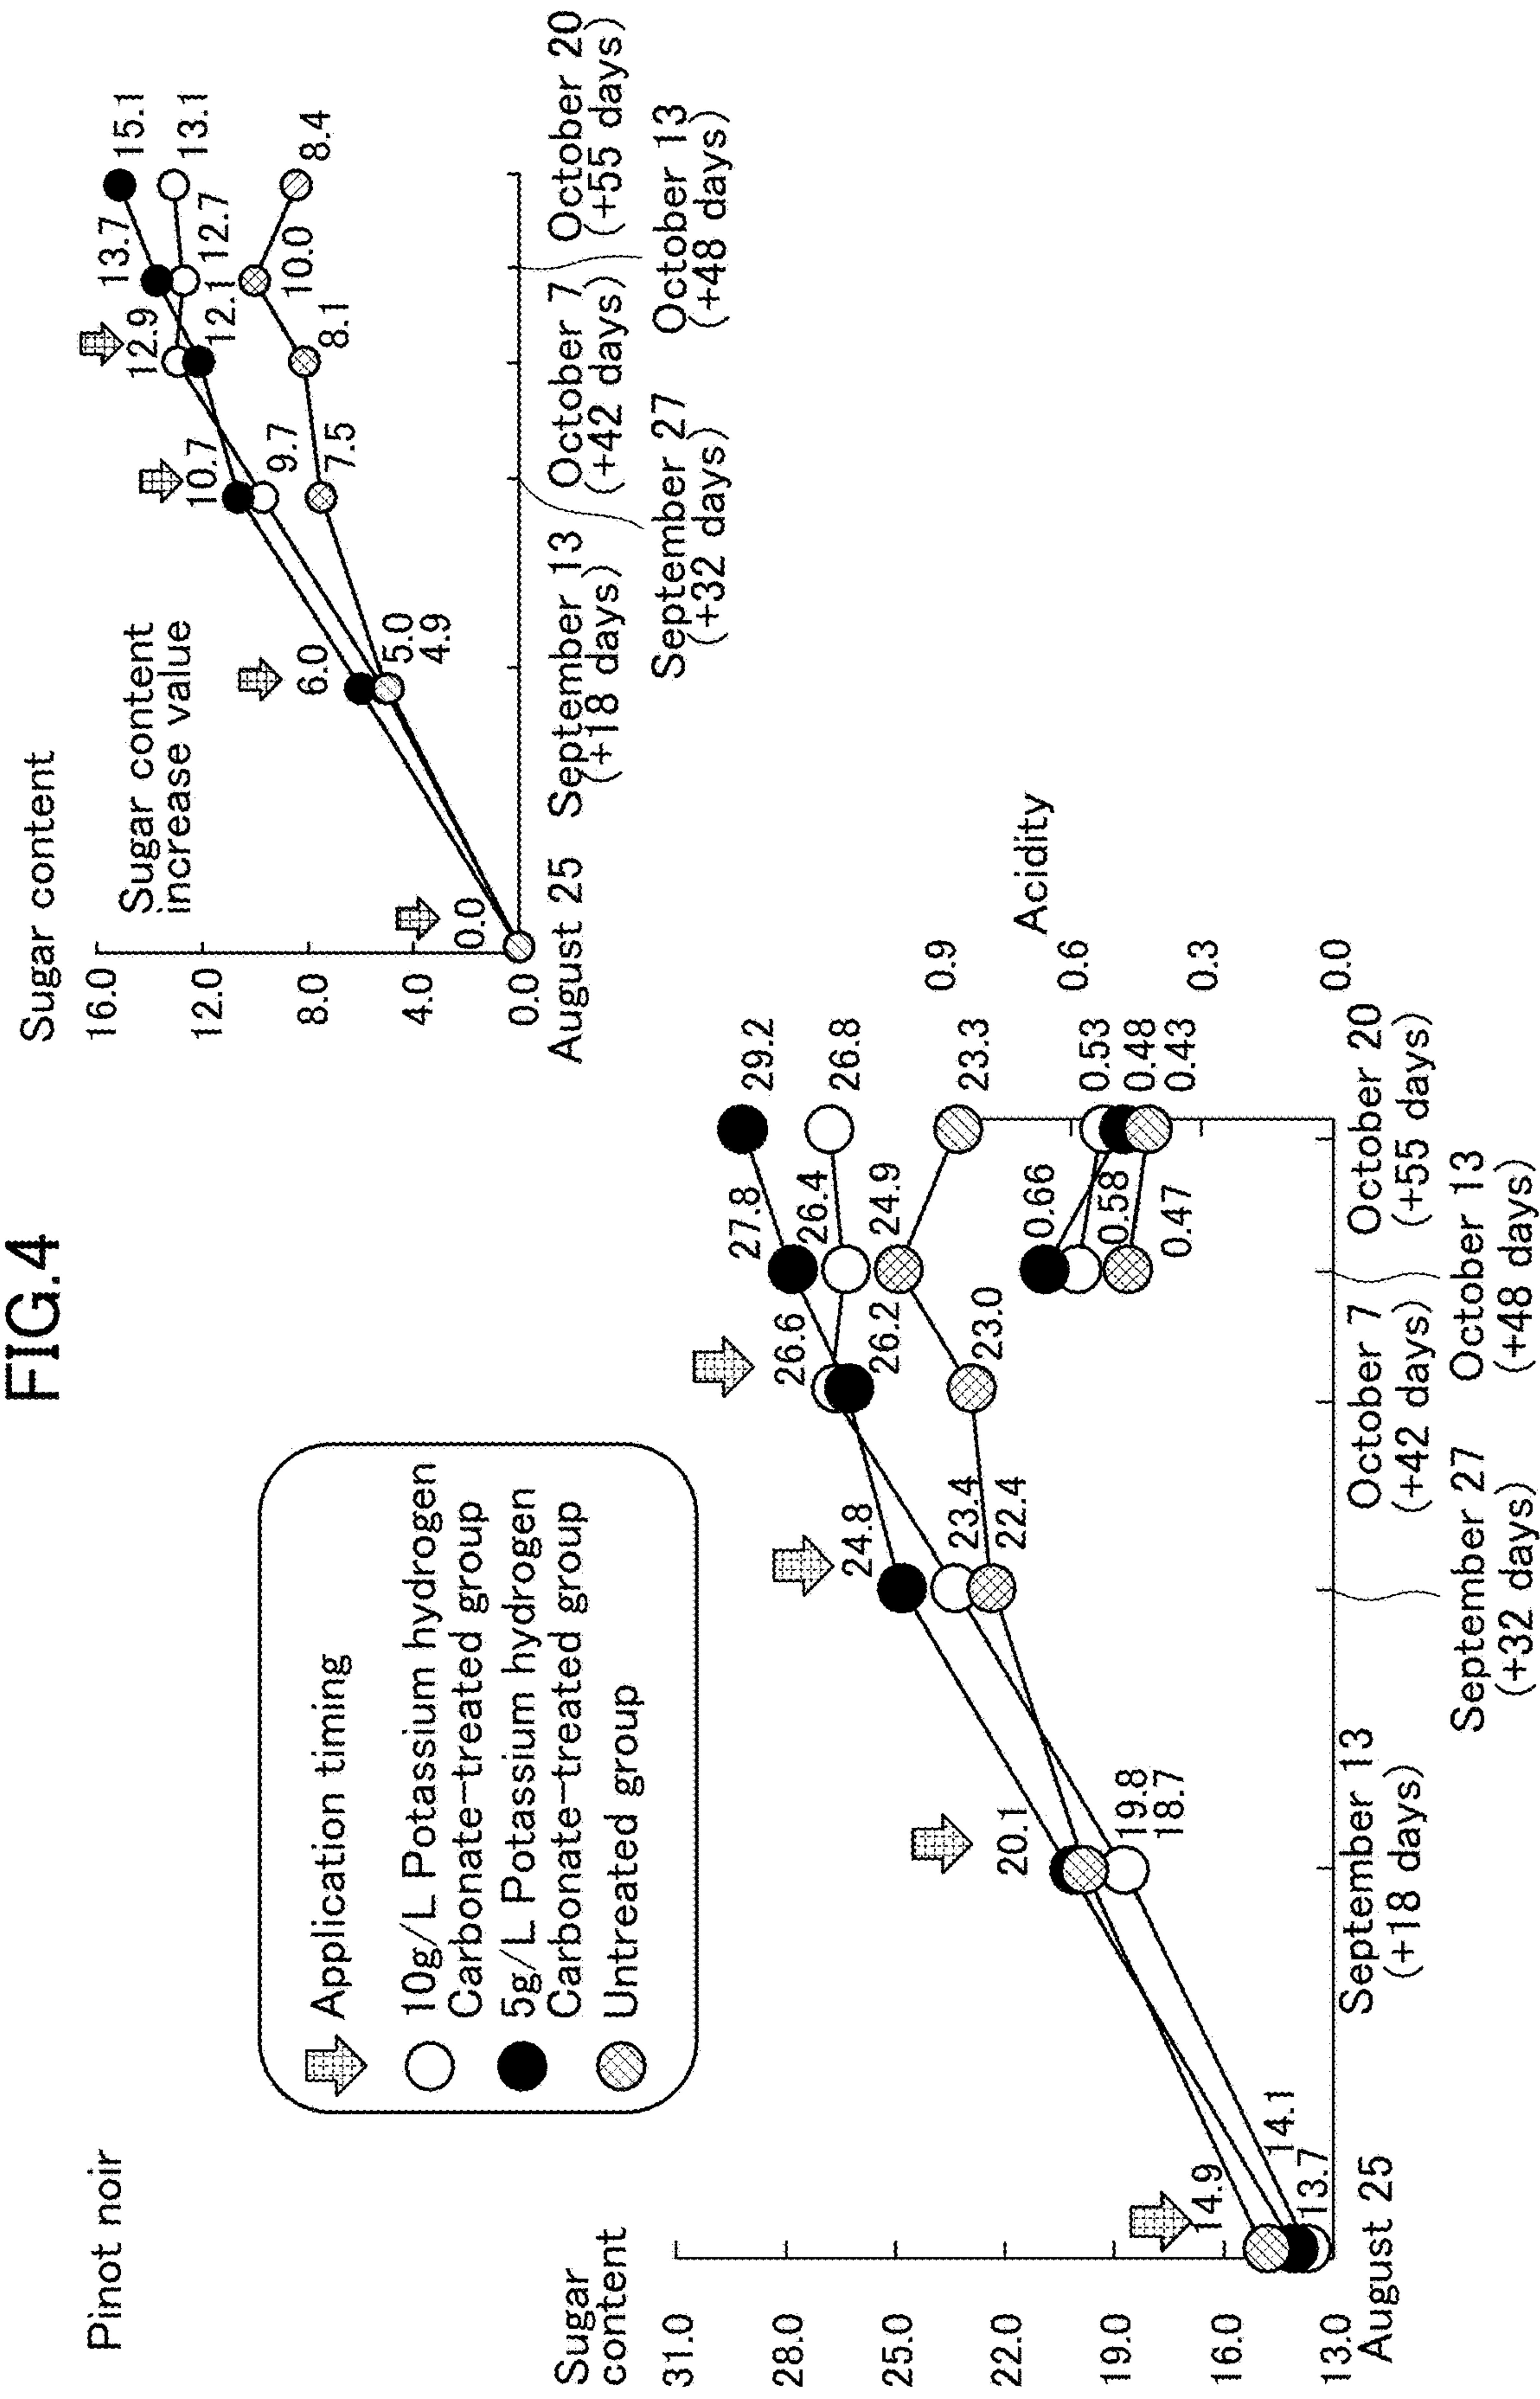 FIG.4
Pinot noir
Application timing
10g/L Potassium hydrogen
Carbonate-treated group
5g/L Potassium hydrogen
Carbonate-treated group
Untreated group
Sugar content
16.0
12.0
8.0
4.0
0.0
Sugar content
increase value
0.0
6.0
5.0
4.9
10.7
9.7
7.5
12.9
12.1
8.1
13.7
12.7
10.0
15.1
13.1
8.4
August 25
September 13
(+18 days)
September 27
(+32 days)
October 7
(+42 days)
October 13
(+48 days)
October 20
(+55 days)
Sugar
content
31.0
28.0
25.0
22.0
19.0
16.0
13.0
14.9
14.1
13.7
20.1
19.8
18.7
24.8
23.4
22.4
26.6
26.2
23.0
27.8
26.4
24.9
29.2
26.8
23.3
0.66
0.58
0.47
0.53
0.48
0.43
Acidity
0.9
0.6
0.3
0.0
August 25
September 13
(+18 days)
September 27
(+32 days)
October 7
(+42 days)
October 13
(+48 days)
October 20
(+55 days)